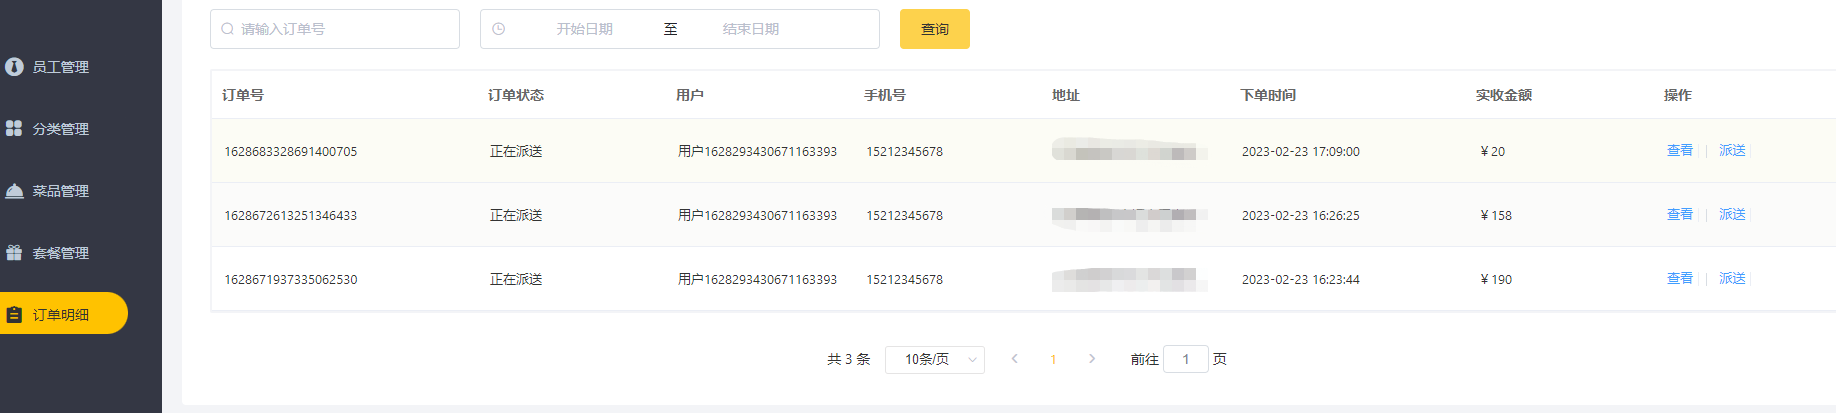 请输入订单号 开始日期 至 结束日期 查询
员工管理
分类管理
菜品管理
套餐管理
订单明细
订单号 订单状态 用户 手机号 地址 下单时间 实收金额 操作
1628683328691400705 正在派送 用户1628293430671163393 15212345678 2023-02-23 17:09:00 ￥20 查看 派送
1628672613251346433 正在派送 用户1628293430671163393 15212345678 2023-02-23 16:26:25 ￥158 查看 派送
1628671937335062530 正在派送 用户1628293430671163393 15212345678 2023-02-23 16:23:44 ￥190 查看 派送
共 3 条 10条/页 1 前往 1 页